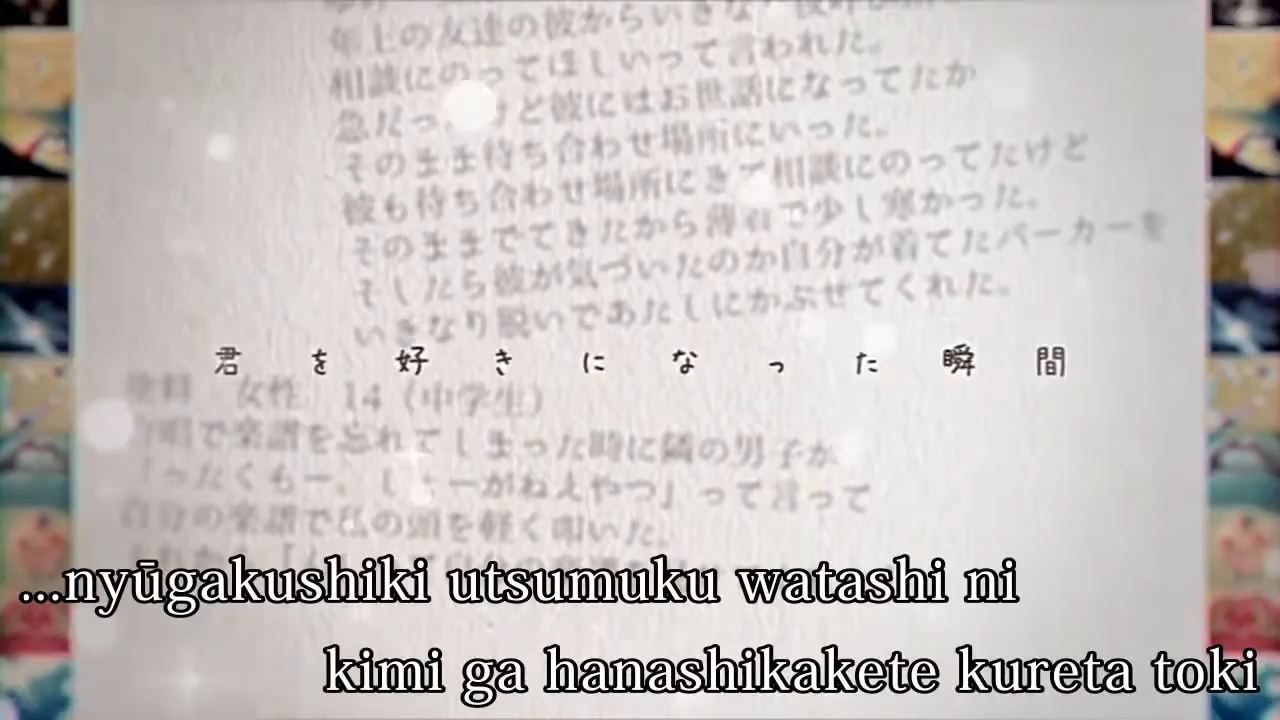 年上の友達の彼からいきなり
相談にのってほしいって言われた。
急だっ けど彼にはお世話になってたか
そのまま待ち合わせ場所にいった。
彼も待ち合わせ場所にきて相談にのってたけど
そのままでてきたから薄着で少し寒かった。
そしたら彼が気づいたのか自分が着てたパーカーを
いきなり脱いであたしにかぶせてくれた。
君を好きになった瞬間
女性 14（中学生）
合唱で楽譜を忘れてしまった時に隣の男子が
「ったくもー、しょーがねえやつ」って言って
自分の楽譜で私の頭を軽く叩いた。
...nyūgakushiki utsumuku watashi ni
kimi ga hanashikakete kureta toki